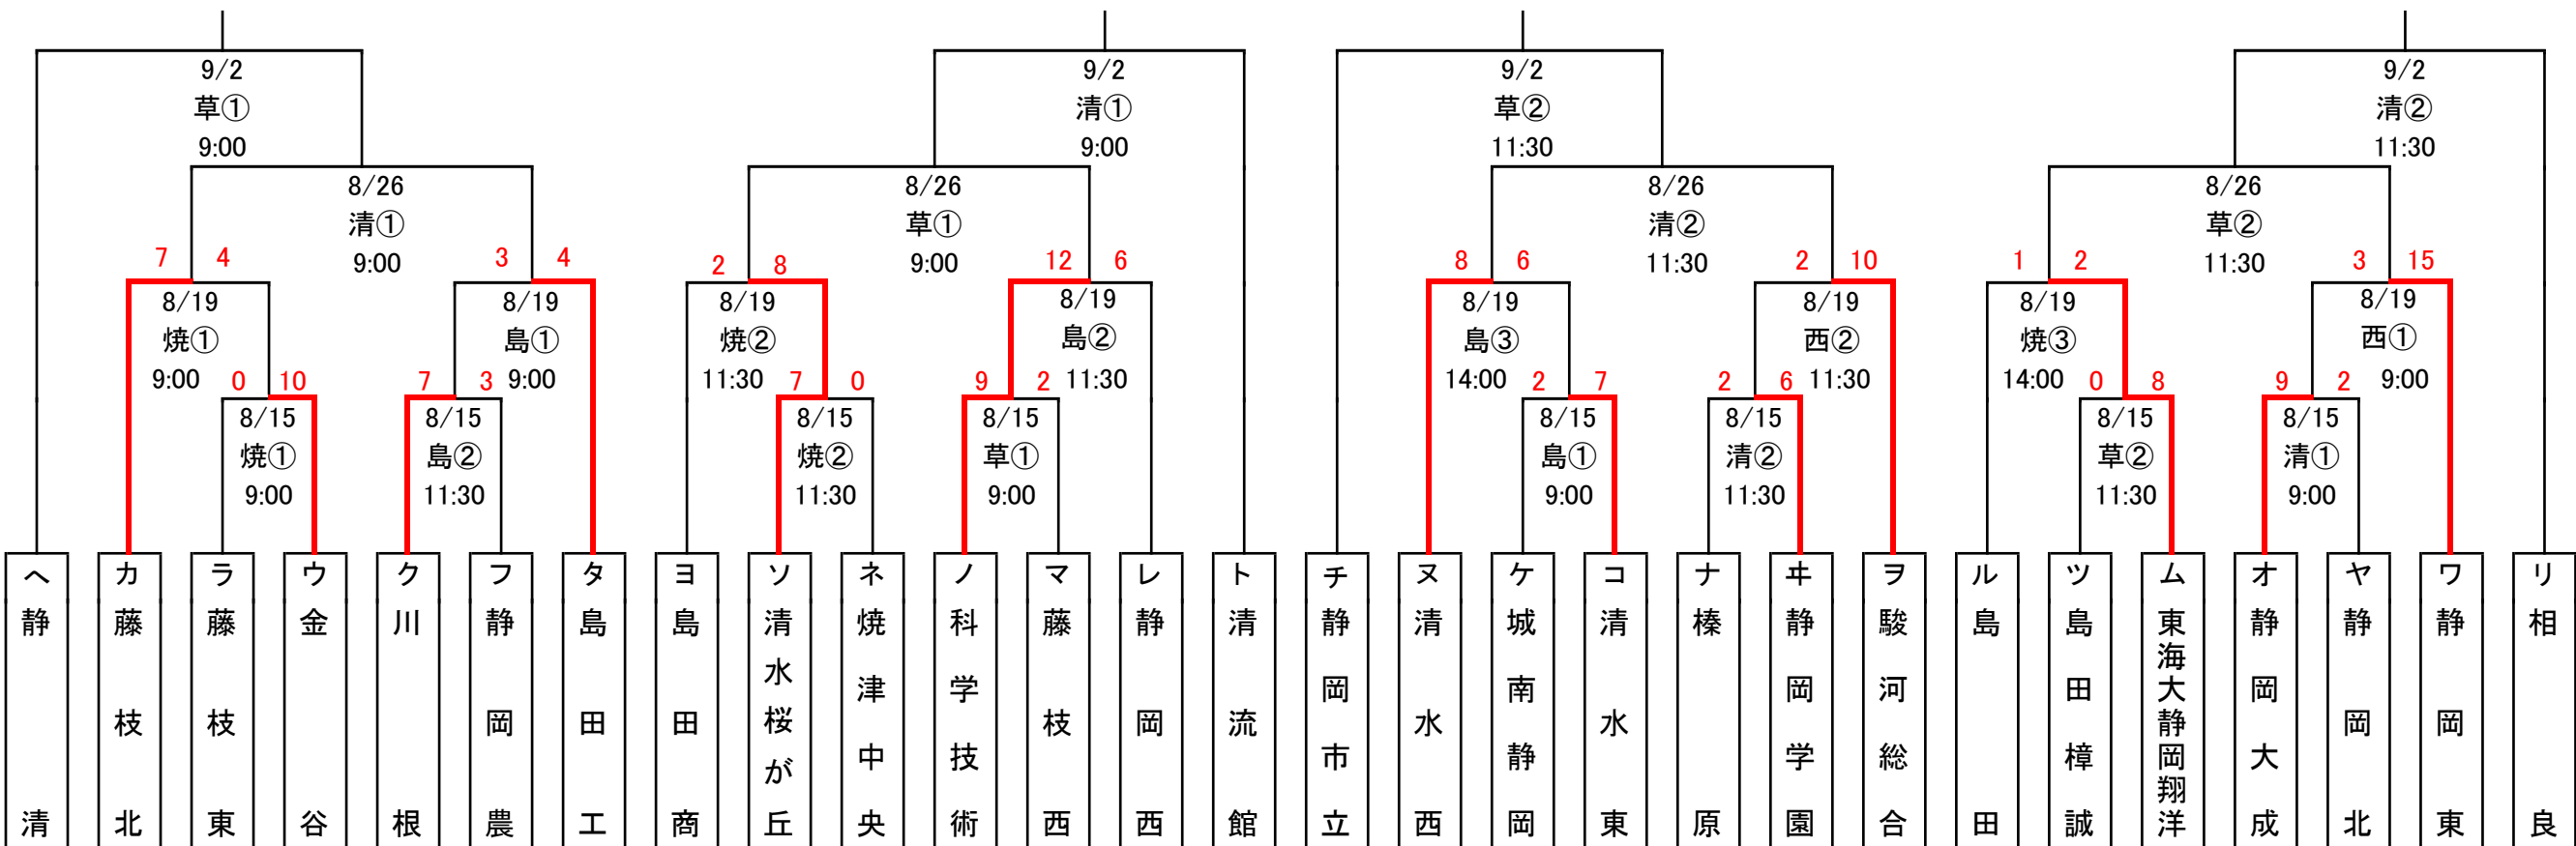 9/2
草①
9:00
9/2
清①
9:00
9/2
草②
11:30
9/2
清②
11:30
8/26
清①
9:00
8/26
草①
9:00
8/26
清②
11:30
8/26
草②
11:30
7 4
8/19
焼①
9:00
3 4
8/19
島①
9:00
2 8
8/19
焼②
11:30
12 6
8/19
島②
11:30
8 6
8/19
島③
14:00
2 10
8/19
西②
11:30
1 2
8/19
焼③
14:00
3 15
8/19
西①
9:00
0 10
8/15
焼①
9:00
7 3
8/15
島②
11:30
7 0
8/15
焼②
11:30
9 2
8/15
草①
9:00
2 7
8/15
島①
9:00
2 6
8/15
清②
11:30
0 8
8/15
草②
11:30
9 2
8/15
清①
9:00
ヘ 静清
カ 藤枝北
ラ 藤枝東
ウ 金谷
ク 川根
フ 静岡農
タ 島田工
ヨ 島田商
ソ 清水桜が丘
ネ 焼津中央
ノ 科学技術
マ 藤枝西
レ 静岡西
ト 清流館
チ 静岡市立
ヌ 清水西
ケ 城南静岡
コ 清水東
ナ 榛原
ヰ 静岡学園
ヲ 駿河総合
ル 島田
ツ 島田樟誠
ム 東海大静岡翔洋
オ 静岡大成
ヤ 静岡北
ワ 静岡東
リ 相良